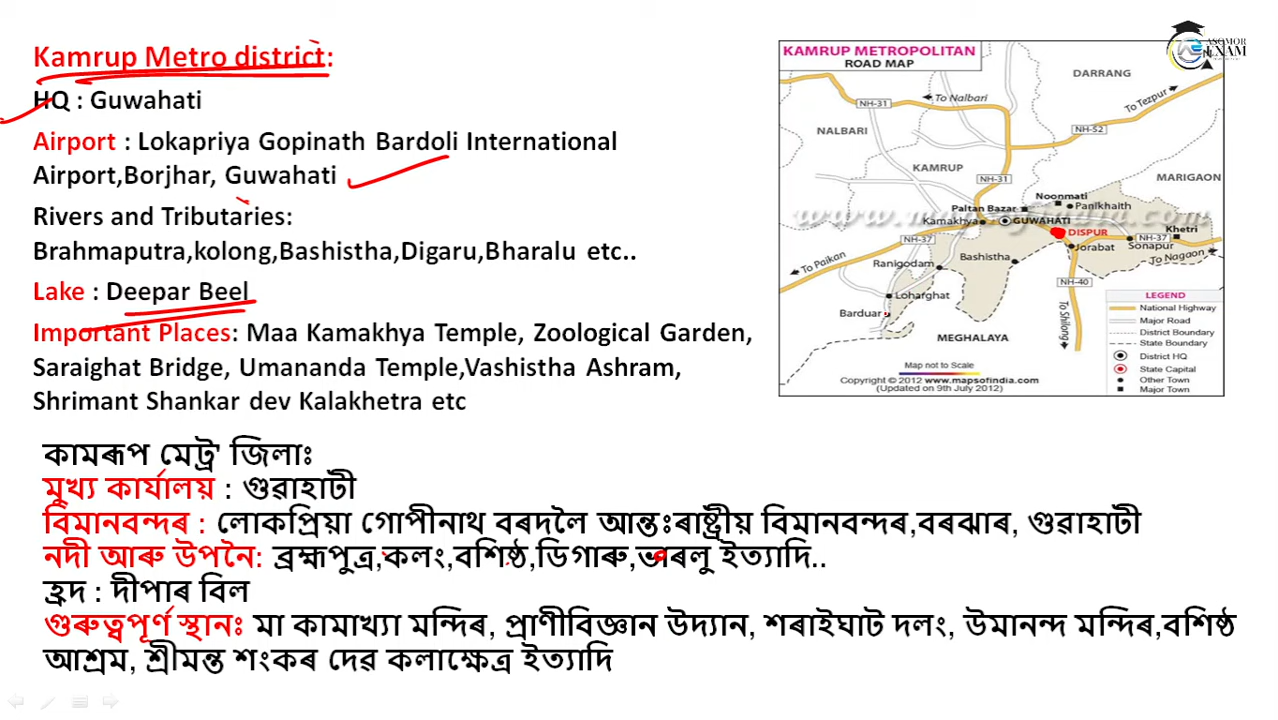 Kamrup Metro district:
HQ : Guwahati
Airport : Lokapriya Gopinath Bardoli International
Airport,Borjhar, Guwahati
Rivers and Tributaries:
Brahmaputra,kolong,Bashistha,Digaru,Bharalu etc..
Lake : Deepar Beel
Important Places: Maa Kamakhya Temple, Zoological Garden,
Saraighat Bridge, Umananda Temple,Vashistha Ashram,
Shrimant Shankar dev Kalakhetra etc
ASOMOR
EXAM
KAMRUP METROPOLITAN
ROAD MAP
DARRANG
To Tezpur
NH-31
To Nalbari
NH-52
NALBARI
KAMRUP
NH-31
MARIGAON
Noonmati
Paltan Bazar
Panikhaith
www.mapsofindia.com
Kamakhya
GUWAHATI
DISPUR
Khetri
NH-37
NH-37
Jorabat
Sonapur
To Paikan
Ranigodam
Bashistha
To Nagaon
NH-40
Loharghat
To Shilong
Barduar
MEGHALAYA
LEGEND
National Highway
Major Road
District Boundary
State Boundary
District HQ
State Capital
Other Town
Major Town
Map not to Scale
Copyright © 2012 www.mapsofindia.com
(Updated on 9th July 2012)
কামৰূপ মেট্ৰ' জিলাঃ
মুখ্য কাৰ্যালয় : গুৱাহাটী
বিমানবন্দৰ : লোকপ্ৰিয়া গোপীনাথ বৰদলৈ আন্তঃৰাষ্ট্ৰীয় বিমানবন্দৰ,বৰঝাৰ, গুৱাহাটী
নদী আৰু উপনৈ: ব্ৰহ্মপুত্ৰ,কলং,বশিষ্ঠ,ডিগাৰু,ভাৰলু ইত্যাদি..
হ্ৰদ : দীপাৰ বিল
গুৰুত্বপূৰ্ণ স্থানঃ মা কামাখ্যা মন্দিৰ, প্ৰাণীবিজ্ঞান উদ্যান, শৰাইঘাট দলং, উমানন্দ মন্দিৰ,বশিষ্ঠ
আশ্ৰম, শ্ৰীমন্ত শংকৰ দেৱ কলাক্ষেত্ৰ ইত্যাদি